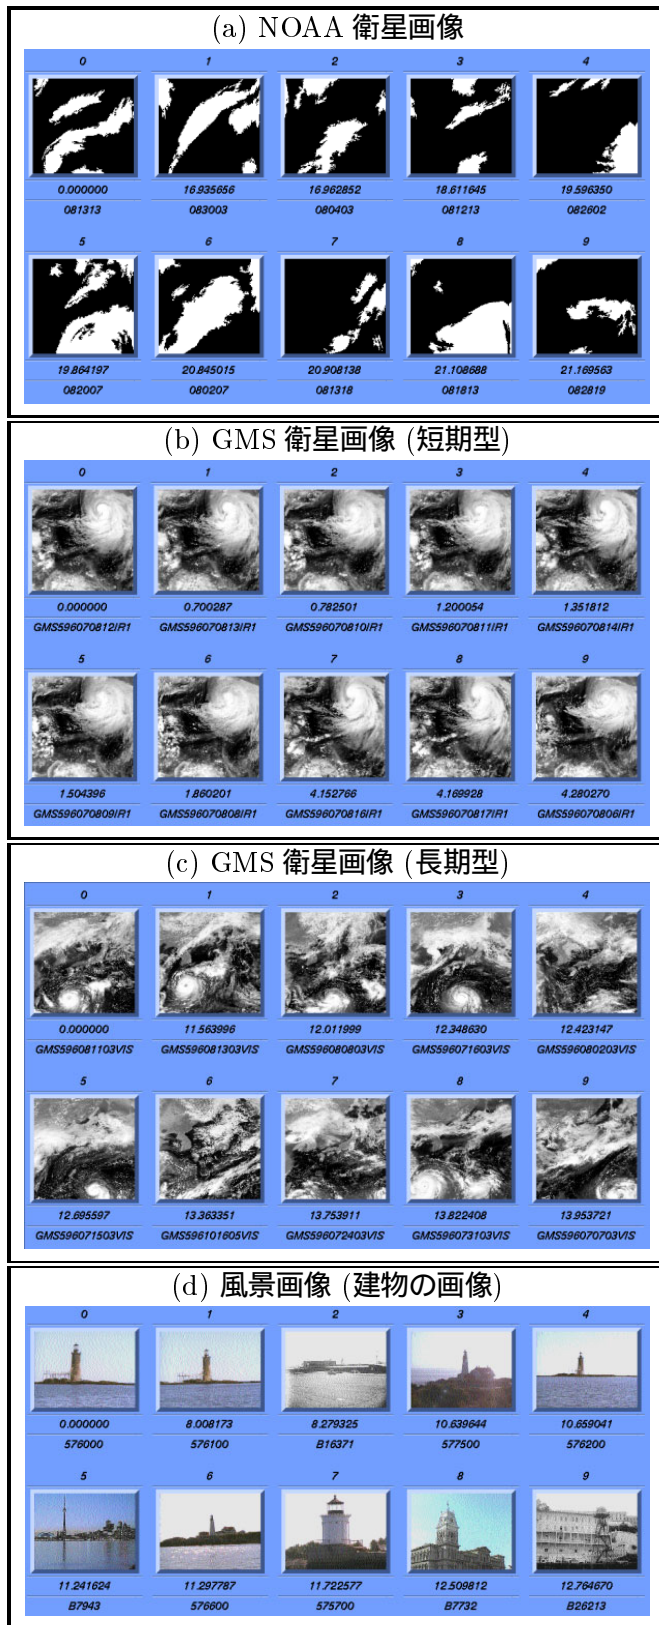 (a) NOAA 衛星画像
0 1 2 3 4
0.000000 16.935656 16.962852 18.611645 19.596350
081313 083003 080403 081213 082602
5 6 7 8 9
19.864197 20.845015 20.908138 21.108688 21.169563
082007 080207 081318 081813 082819
(b) GMS 衛星画像 (短期型)
0 1 2 3 4
0.000000 0.700287 0.782501 1.200054 1.351812
GMS596070812IR1 GMS596070813IR1 GMS596070810IR1 GMS596070811IR1 GMS596070814IR1
5 6 7 8 9
1.504396 1.860201 4.152766 4.169928 4.280270
GMS596070809IR1 GMS596070808IR1 GMS596070816IR1 GMS596070817IR1 GMS596070806IR1
(c) GMS 衛星画像 (長期型)
0 1 2 3 4
0.000000 11.563996 12.011999 12.348630 12.423147
GMS596081103VIS GMS596081303VIS GMS596080803VIS GMS596071603VIS GMS596080203VIS
5 6 7 8 9
12.695597 13.363351 13.753911 13.822408 13.953721
GMS596071503VIS GMS596101605VIS GMS596072403VIS GMS596073103VIS GMS596070703VIS
(d) 風景画像 (建物の画像)
0 1 2 3 4
0.000000 8.008173 8.279325 10.639644 10.659041
576000 576100 B16371 577500 576200
5 6 7 8 9
11.241624 11.297787 11.722577 12.509812 12.764670
B7943 576600 575700 B7732 B26213